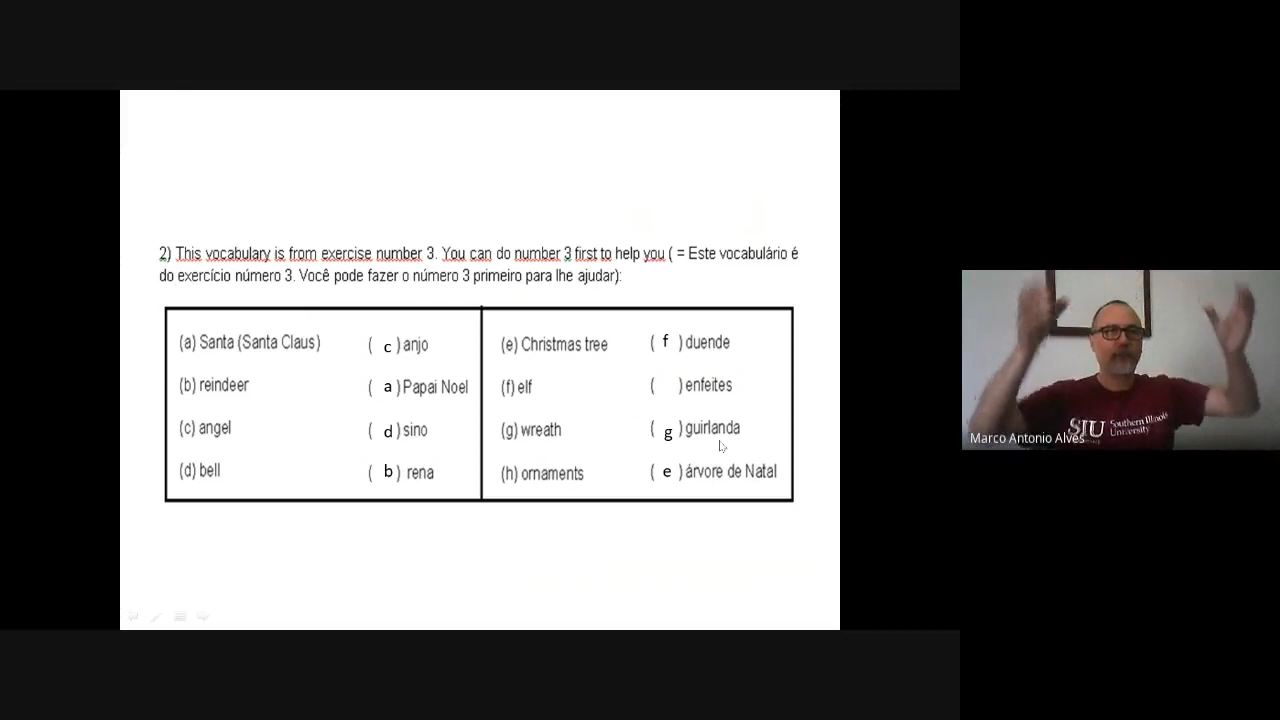 2) This vocabulary is from exercise number 3. You can do number 3 first to help you ( = Este vocabulário é
do exercício número 3. Você pode fazer o número 3 primeiro para lhe ajudar):
(a) Santa (Santa Claus) ( c ) anjo
(b) reindeer ( a ) Papai Noel
(c) angel ( d ) sino
(d) bell ( b ) rena
(e) Christmas tree ( f ) duende
(f) elf ( ) enfeites
(g) wreath ( g ) guirlanda
(h) ornaments ( e ) árvore de Natal
SIU Southern Illinois
University
Marco Antonio Alves